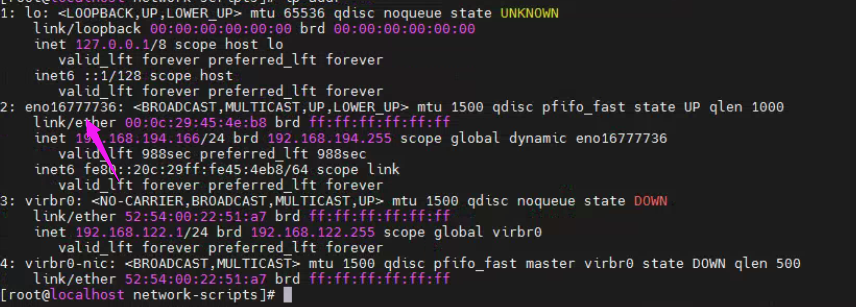 [root@localhost network-scripts]# ip addr
1: lo: <LOOPBACK,UP,LOWER_UP> mtu 65536 qdisc noqueue state UNKNOWN
link/loopback 00:00:00:00:00:00 brd 00:00:00:00:00:00
inet 127.0.0.1/8 scope host lo
valid_lft forever preferred_lft forever
inet6 ::1/128 scope host
valid_lft forever preferred_lft forever
2: eno16777736: <BROADCAST,MULTICAST,UP,LOWER_UP> mtu 1500 qdisc pfifo_fast state UP qlen 1000
link/ether 00:0c:29:45:4e:b8 brd ff:ff:ff:ff:ff:ff
inet 192.168.194.166/24 brd 192.168.194.255 scope global dynamic eno16777736
valid_lft 988sec preferred_lft 988sec
inet6 fe80::20c:29ff:fe45:4eb8/64 scope link
valid_lft forever preferred_lft forever
3: virbr0: <NO-CARRIER,BROADCAST,MULTICAST,UP> mtu 1500 qdisc noqueue state DOWN
link/ether 52:54:00:22:51:a7 brd ff:ff:ff:ff:ff:ff
inet 192.168.122.1/24 brd 192.168.122.255 scope global virbr0
valid_lft forever preferred_lft forever
4: virbr0-nic: <BROADCAST,MULTICAST> mtu 1500 qdisc pfifo_fast master virbr0 state DOWN qlen 500
link/ether 52:54:00:22:51:a7 brd ff:ff:ff:ff:ff:ff
[root@localhost network-scripts]#